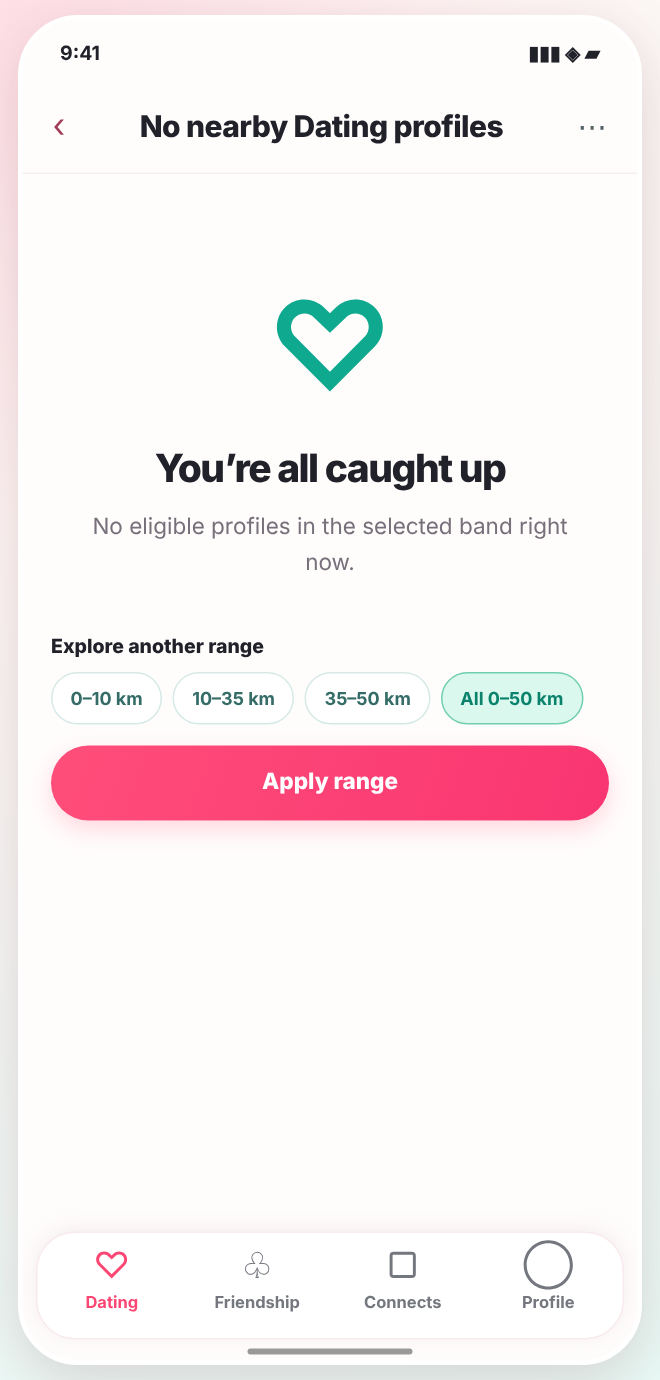 9:41
No nearby Dating profiles
You’re all caught up
No eligible profiles in the selected band right
now.
Explore another range
0–10 km 10–35 km 35–50 km All 0–50 km
Apply range
Dating Friendship Connects Profile